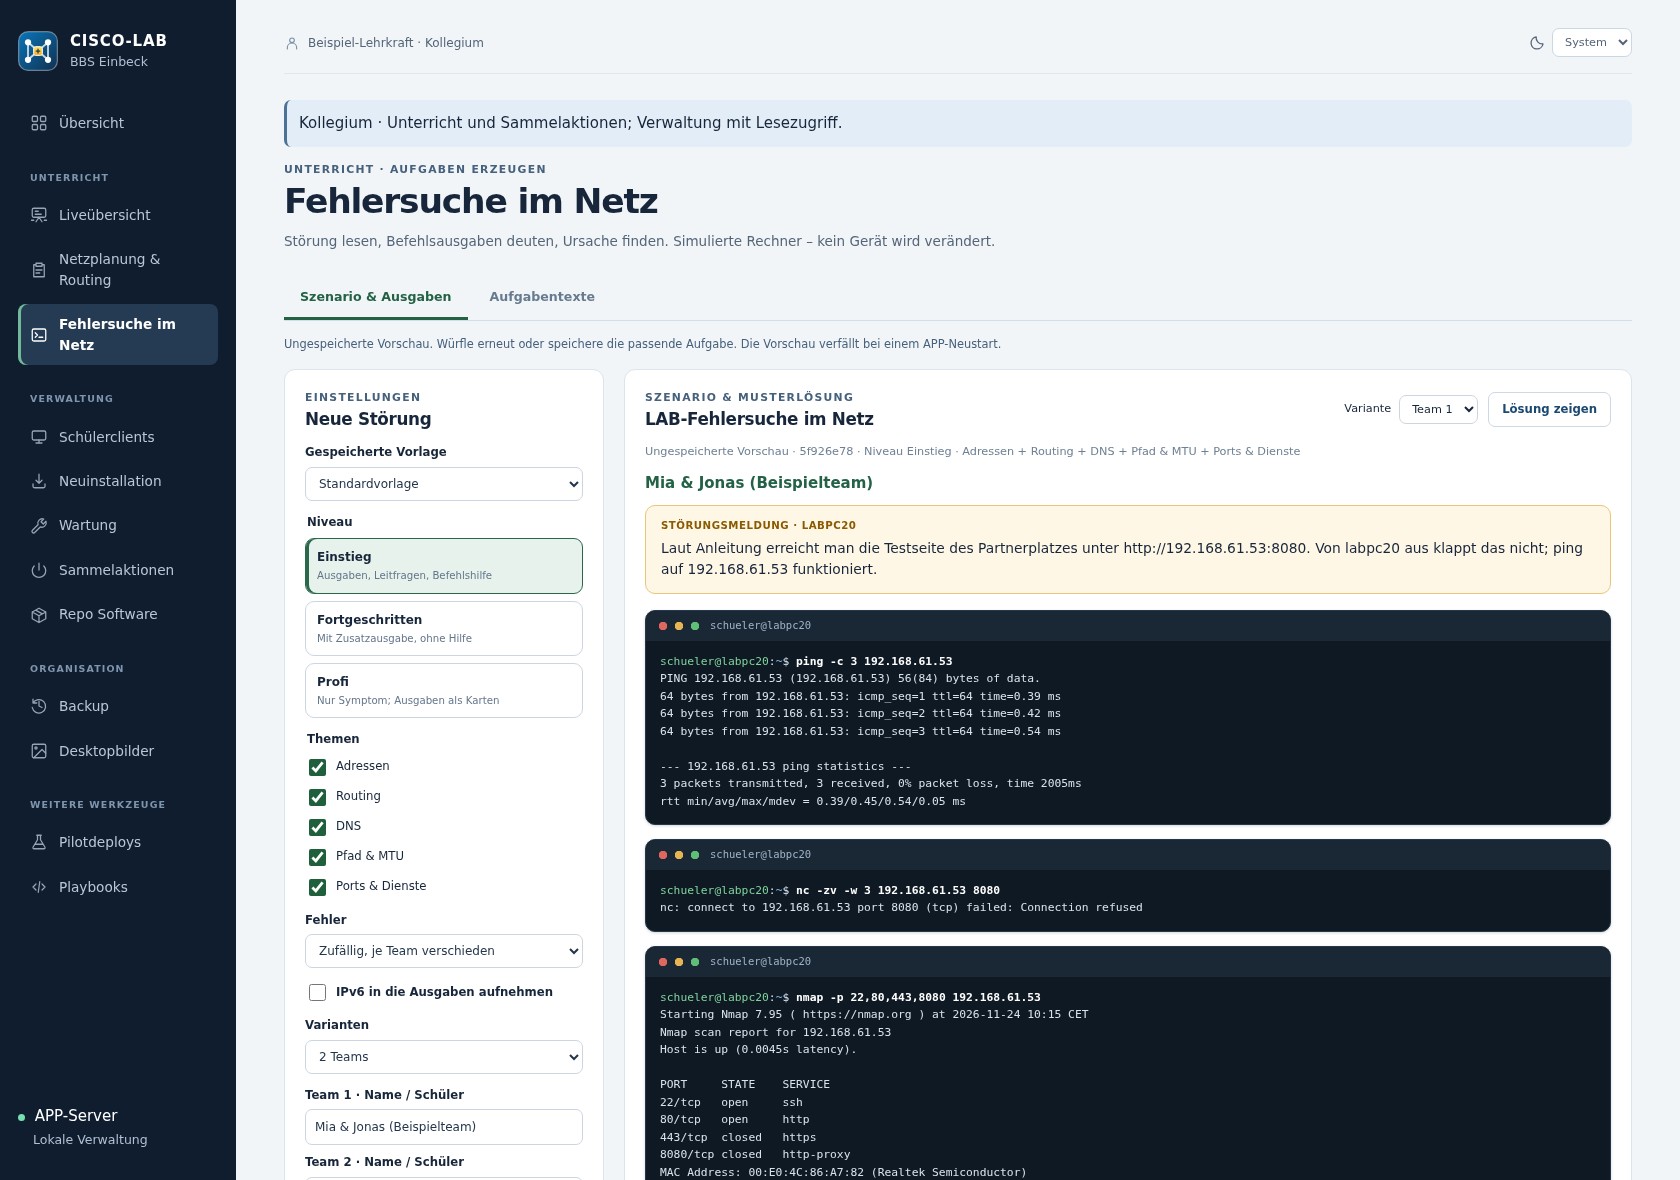 CISCO-LAB
BBS Einbeck
Übersicht
UNTERRICHT
Liveübersicht
Netzplanung &
Routing
Fehlersuche im
Netz
VERWALTUNG
Schülerclients
Neuinstallation
Wartung
Sammelaktionen
Repo Software
ORGANISATION
Backup
Desktopbilder
WEITERE WERKZEUGE
Pilotdeploys
Playbooks
APP-Server
Lokale Verwaltung
Beispiel-Lehrkraft · Kollegium
System
Kollegium · Unterricht und Sammelaktionen; Verwaltung mit Lesezugriff.
UNTERRICHT · AUFGABEN ERZEUGEN
Fehlersuche im Netz
Störung lesen, Befehlsausgaben deuten, Ursache finden. Simulierte Rechner – kein Gerät wird verändert.
Szenario & Ausgaben
Aufgabentexte
Ungespeicherte Vorschau. Würfle erneut oder speichere die passende Aufgabe. Die Vorschau verfällt bei einem APP-Neustart.
EINSTELLUNGEN
Neue Störung
Gespeicherte Vorlage
Standardvorlage
Niveau
Einstieg
Ausgaben, Leitfragen, Befehlshilfe
Fortgeschritten
Mit Zusatzausgabe, ohne Hilfe
Profi
Nur Symptom; Ausgaben als Karten
Themen
Adressen
Routing
DNS
Pfad & MTU
Ports & Dienste
Fehler
Zufällig, je Team verschieden
IPv6 in die Ausgaben aufnehmen
Varianten
2 Teams
Team 1 · Name / Schüler
Mia & Jonas (Beispielteam)
Team 2 · Name / Schüler
SZENARIO & MUSTERLÖSUNG
LAB-Fehlersuche im Netz
Variante
Team 1
Lösung zeigen
Ungespeicherte Vorschau · 5f926e78 · Niveau Einstieg · Adressen + Routing + DNS + Pfad & MTU + Ports & Dienste
Mia & Jonas (Beispielteam)
STÖRUNGSMELDUNG · LABPC20
Laut Anleitung erreicht man die Testseite des Partnerplatzes unter http://192.168.61.53:8080. Von labpc20 aus klappt das nicht; ping
auf 192.168.61.53 funktioniert.
schueler@labpc20
schueler@labpc20:~$ ping -c 3 192.168.61.53
PING 192.168.61.53 (192.168.61.53) 56(84) bytes of data.
64 bytes from 192.168.61.53: icmp_seq=1 ttl=64 time=0.39 ms
64 bytes from 192.168.61.53: icmp_seq=2 ttl=64 time=0.42 ms
64 bytes from 192.168.61.53: icmp_seq=3 ttl=64 time=0.54 ms
--- 192.168.61.53 ping statistics ---
3 packets transmitted, 3 received, 0% packet loss, time 2005ms
rtt min/avg/max/mdev = 0.39/0.45/0.54/0.05 ms
schueler@labpc20
schueler@labpc20:~$ nc -zv -w 3 192.168.61.53 8080
nc: connect to 192.168.61.53 port 8080 (tcp) failed: Connection refused
schueler@labpc20
schueler@labpc20:~$ nmap -p 22,80,443,8080 192.168.61.53
Starting Nmap 7.95 ( https://nmap.org ) at 2026-11-24 10:15 CET
Nmap scan report for 192.168.61.53
Host is up (0.0045s latency).
PORT     STATE    SERVICE
22/tcp   open     ssh
80/tcp   open     http
443/tcp  closed   https
8080/tcp closed   http-proxy
MAC Address: 00:E0:4C:86:A7:82 (Realtek Semiconductor)